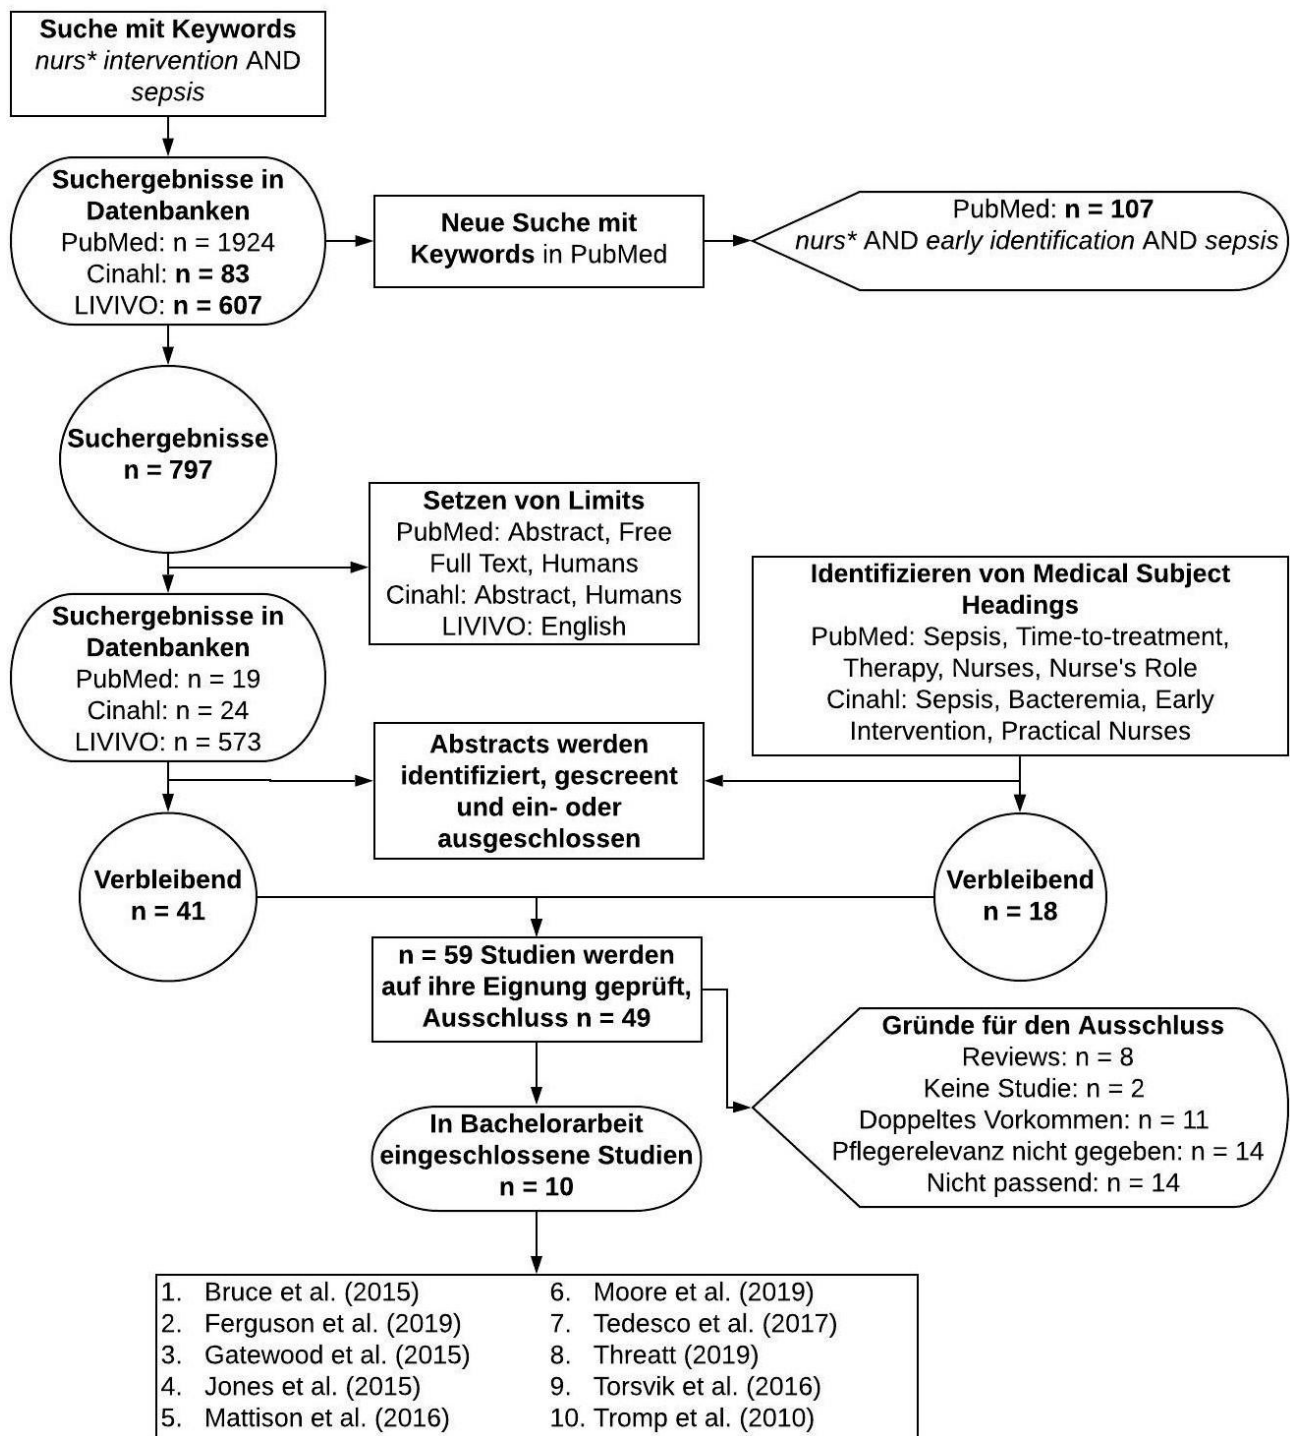 Suche mit Keywords
nurs* intervention AND
sepsis
Suchergebnisse in
Datenbanken
PubMed: n = 1924
Cinahl: n = 83
LIVIVO: n = 607
Neue Suche mit
Keywords in PubMed
PubMed: n = 107
nurs* AND early identification AND sepsis
Suchergebnisse
n = 797
Setzen von Limits
PubMed: Abstract, Free
Full Text, Humans
Cinahl: Abstract, Humans
LIVIVO: English
Suchergebnisse in
Datenbanken
PubMed: n = 19
Cinahl: n = 24
LIVIVO: n = 573
Identifizieren von Medical Subject
Headings
PubMed: Sepsis, Time-to-treatment,
Therapy, Nurses, Nurse's Role
Cinahl: Sepsis, Bacteremia, Early
Intervention, Practical Nurses
Abstracts werden
identifiziert, gescreent
und ein- oder
ausgeschlossen
Verbleibend
n = 41
Verbleibend
n = 18
n = 59 Studien werden
auf ihre Eignung geprüft,
Ausschluss n = 49
Gründe für den Ausschluss
Reviews: n = 8
Keine Studie: n = 2
Doppeltes Vorkommen: n = 11
Pflegerelevanz nicht gegeben: n = 14
Nicht passend: n = 14
In Bachelorarbeit
eingeschlossene Studien
n = 10
1. Bruce et al. (2015)
2. Ferguson et al. (2019)
3. Gatewood et al. (2015)
4. Jones et al. (2015)
5. Mattison et al. (2016)
6. Moore et al. (2019)
7. Tedesco et al. (2017)
8. Threatt (2019)
9. Torsvik et al. (2016)
10. Tromp et al. (2010)